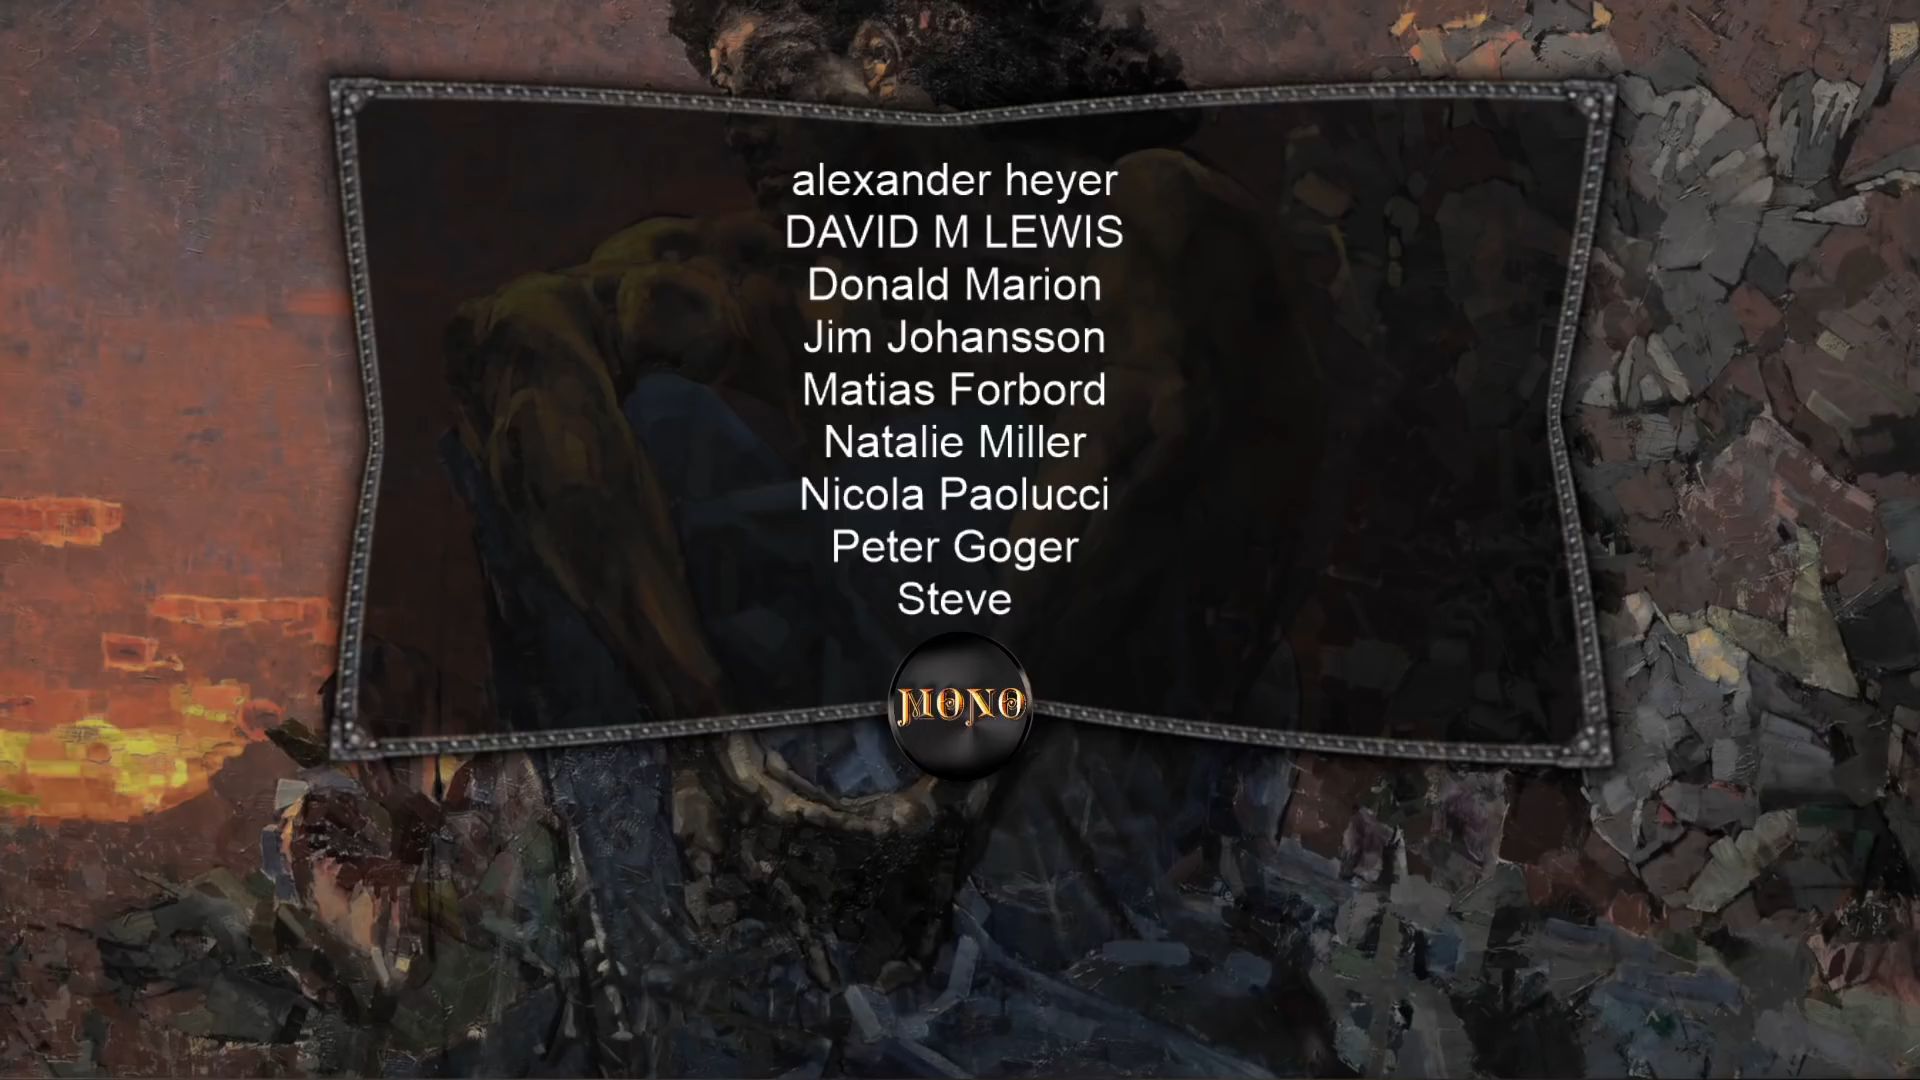 alexander heyer
DAVID M LEWIS
Donald Marion
Jim Johansson
Matias Forbord
Natalie Miller
Nicola Paolucci
Peter Goger
Steve
MONO